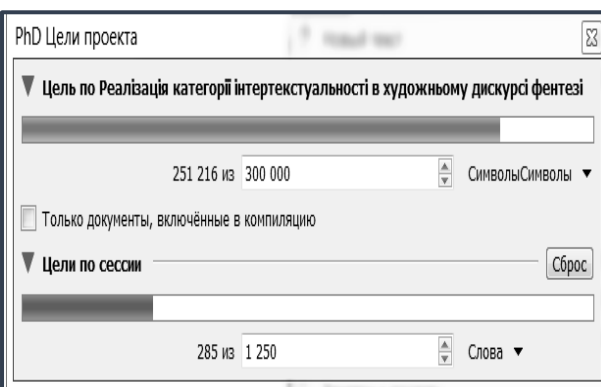 PhD Цели проекта
Цель по Реалізація категорії інтертекстуальності в художньому дискурсі фентезі
251 216 из 300 000 СимволыСимволы
Только документы, включённые в компиляцию
Цели по сессии Сброс
285 из 1 250 Слова